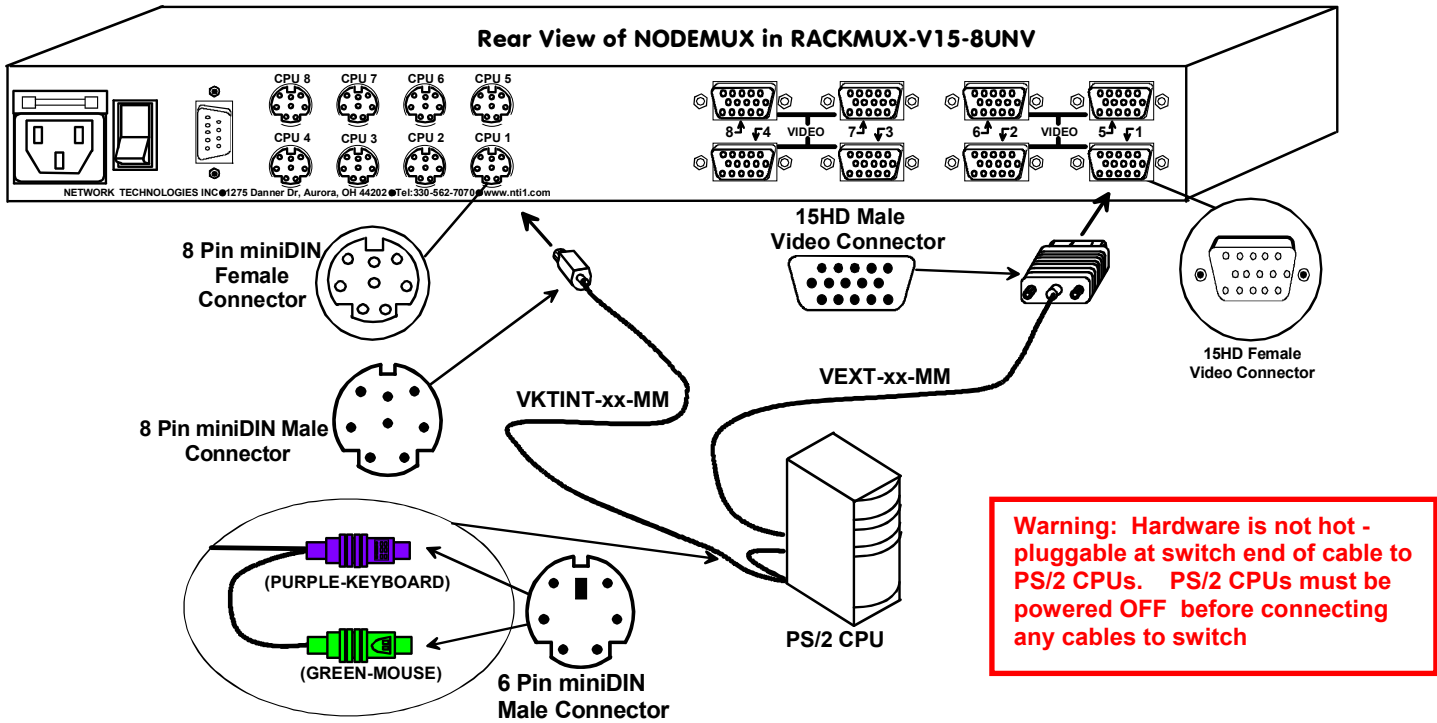 Rear View of NODEMUX in RACKMUX-V15-8UNV
CPU 8 CPU 7 CPU 6 CPU 5
CPU 4 CPU 3 CPU 2 CPU 1
8 4 VIDEO 7 3 6 2 VIDEO 5 1
NETWORK TECHNOLOGIES INC●1275 Danner Dr, Aurora, OH 44202●Tel:330-562-7070●www.nti1.com
8 Pin miniDIN
Female
Connector
15HD Male
Video Connector
15HD Female
Video Connector
VKTINT-xx-MM
VEXT-xx-MM
8 Pin miniDIN Male
Connector
(PURPLE-KEYBOARD)
(GREEN-MOUSE)
6 Pin miniDIN
Male Connector
PS/2 CPU
Warning: Hardware is not hot -
pluggable at switch end of cable to
PS/2 CPUs. PS/2 CPUs must be
powered OFF before connecting
any cables to switch